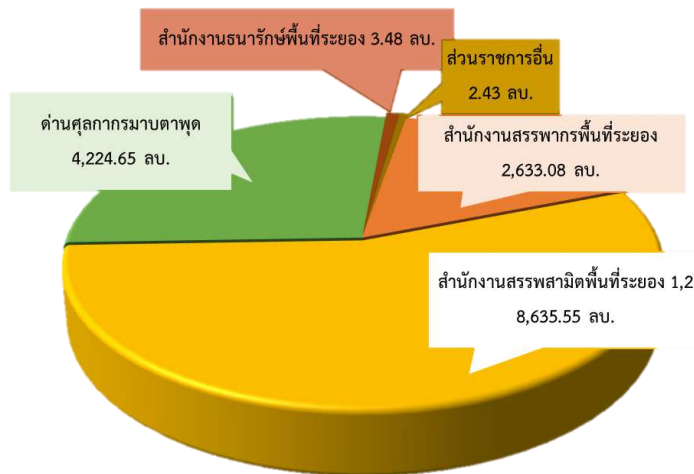 สำนักงานธนารักษ์พื้นที่ระยอง 3.48 ลบ.
ส่วนราชการอื่น
2.43 ลบ.
ด่านศุลกากรมาบตาพุด
4,224.65 ลบ.
สำนักงานสรรพากรพื้นที่ระยอง
2,633.08 ลบ.
สำนักงานสรรพสามิตพื้นที่ระยอง 1,2
8,635.55 ลบ.